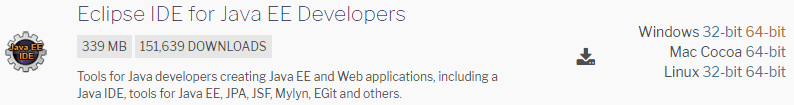 Eclipse IDE for Java EE Developers
339 MB 151,639 DOWNLOADS
Java EE
IDE
Tools for Java developers creating Java EE and Web applications, including a
Java IDE, tools for Java EE, JPA, JSF, Mylyn, EGit and others.
Windows 32-bit 64-bit
Mac Cocoa 64-bit
Linux 32-bit 64-bit